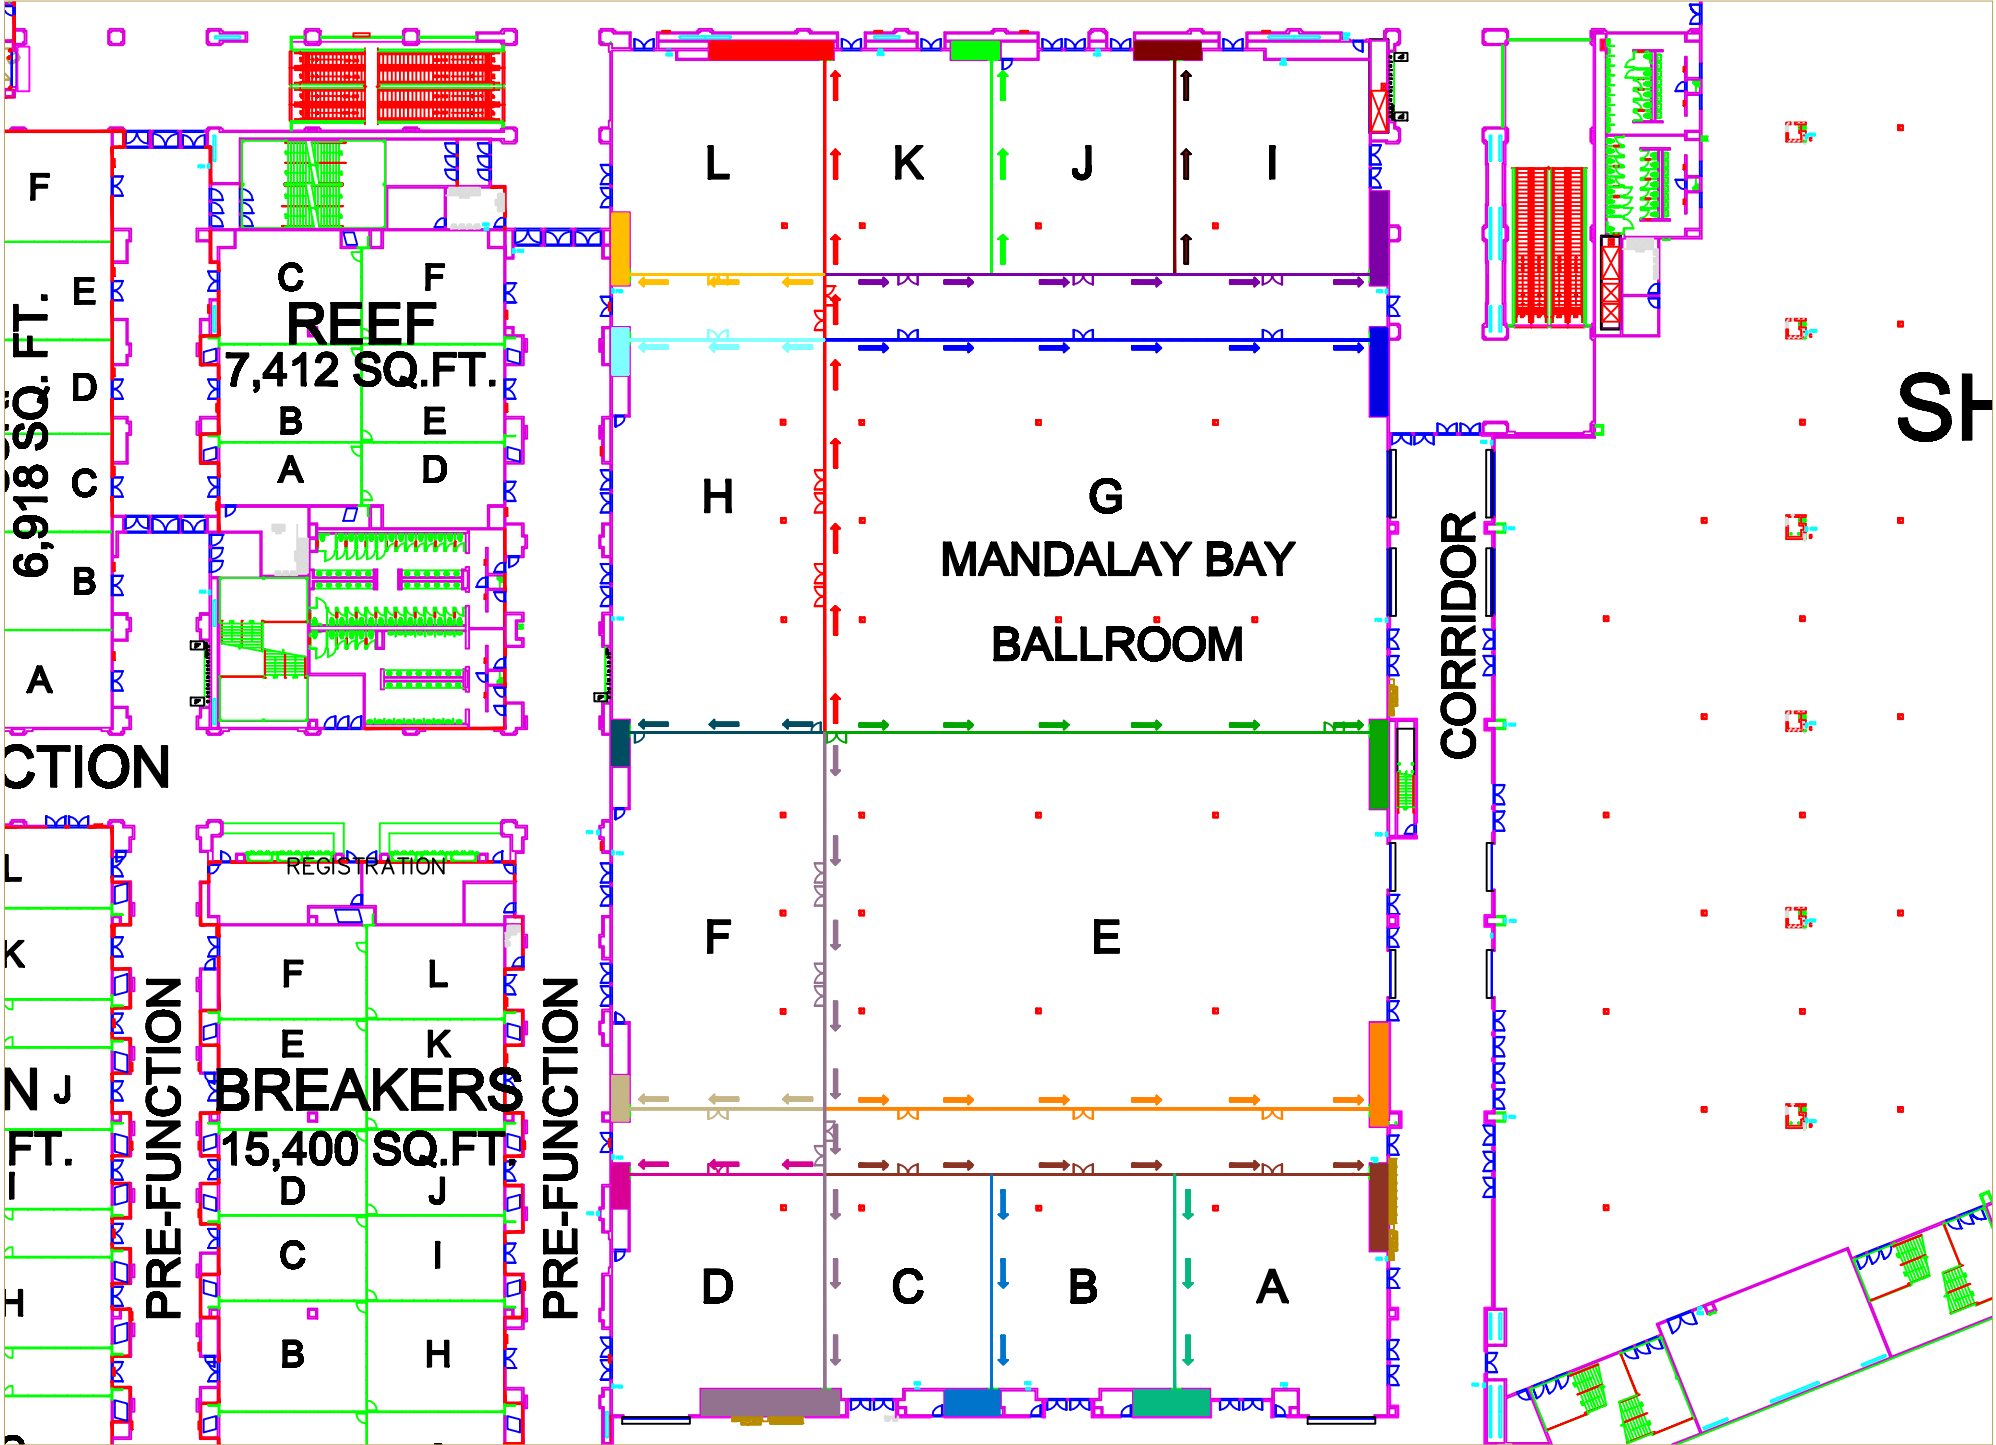 F
E
D
C
B
A
6,918 SQ. FT.
CTION
C
F
REEF
7,412 SQ.FT.
B
E
A
D
L
K
J
I
H
G
MANDALAY BAY
BALLROOM
F
E
D
C
B
A
CORRIDOR
SH
REGISTRATION
L
K
N J
FT.
I
H
PRE-FUNCTION
F
L
E
K
BREAKERS
15,400 SQ.FT.
D
J
C
I
B
H
PRE-FUNCTION